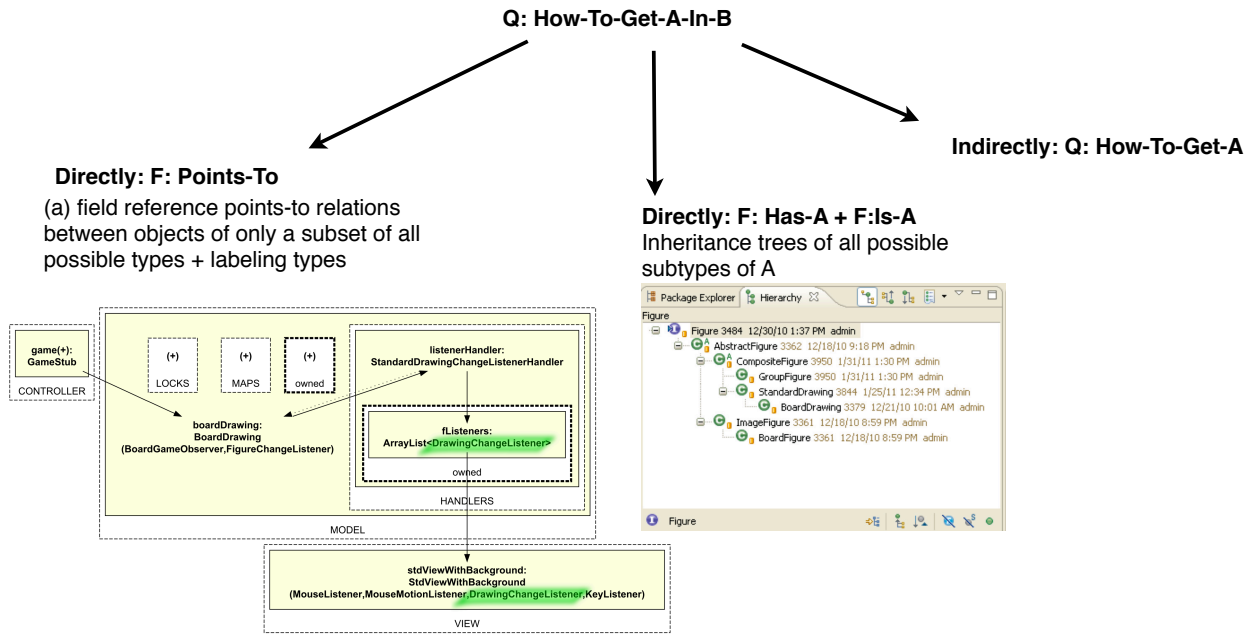 Q: How-To-Get-A-In-B
Indirectly: Q: How-To-Get-A
Directly: F: Points-To
(a) field reference points-to relations
between objects of only a subset of all
possible types + labeling types
Directly: F: Has-A + F:Is-A
Inheritance trees of all possible
subtypes of A
game(+):
GameStub
CONTROLLER
(+)
LOCKS
(+)
MAPS
(+)
owned
listenerHandler:
StandardDrawingChangeListenerHandler
boardDrawing:
BoardDrawing
(BoardGameObserver,FigureChangeListener)
fListeners:
ArrayList<DrawingChangeListener>
owned
HANDLERS
MODEL
stdViewWithBackground:
StdViewWithBackground
(MouseListener,MouseMotionListener,DrawingChangeListener,KeyListener)
VIEW
Package Explorer Hierarchy
Figure
Figure 3484 12/30/10 1:37 PM admin
AbstractFigure 3362 12/18/10 9:18 PM admin
CompositeFigure 3950 1/31/11 1:30 PM admin
GroupFigure 3950 1/31/11 1:30 PM admin
StandardDrawing 3844 1/25/11 12:34 PM admin
BoardDrawing 3379 12/21/10 10:01 AM admin
ImageFigure 3361 12/18/10 8:59 PM admin
BoardFigure 3361 12/18/10 8:59 PM admin
Figure